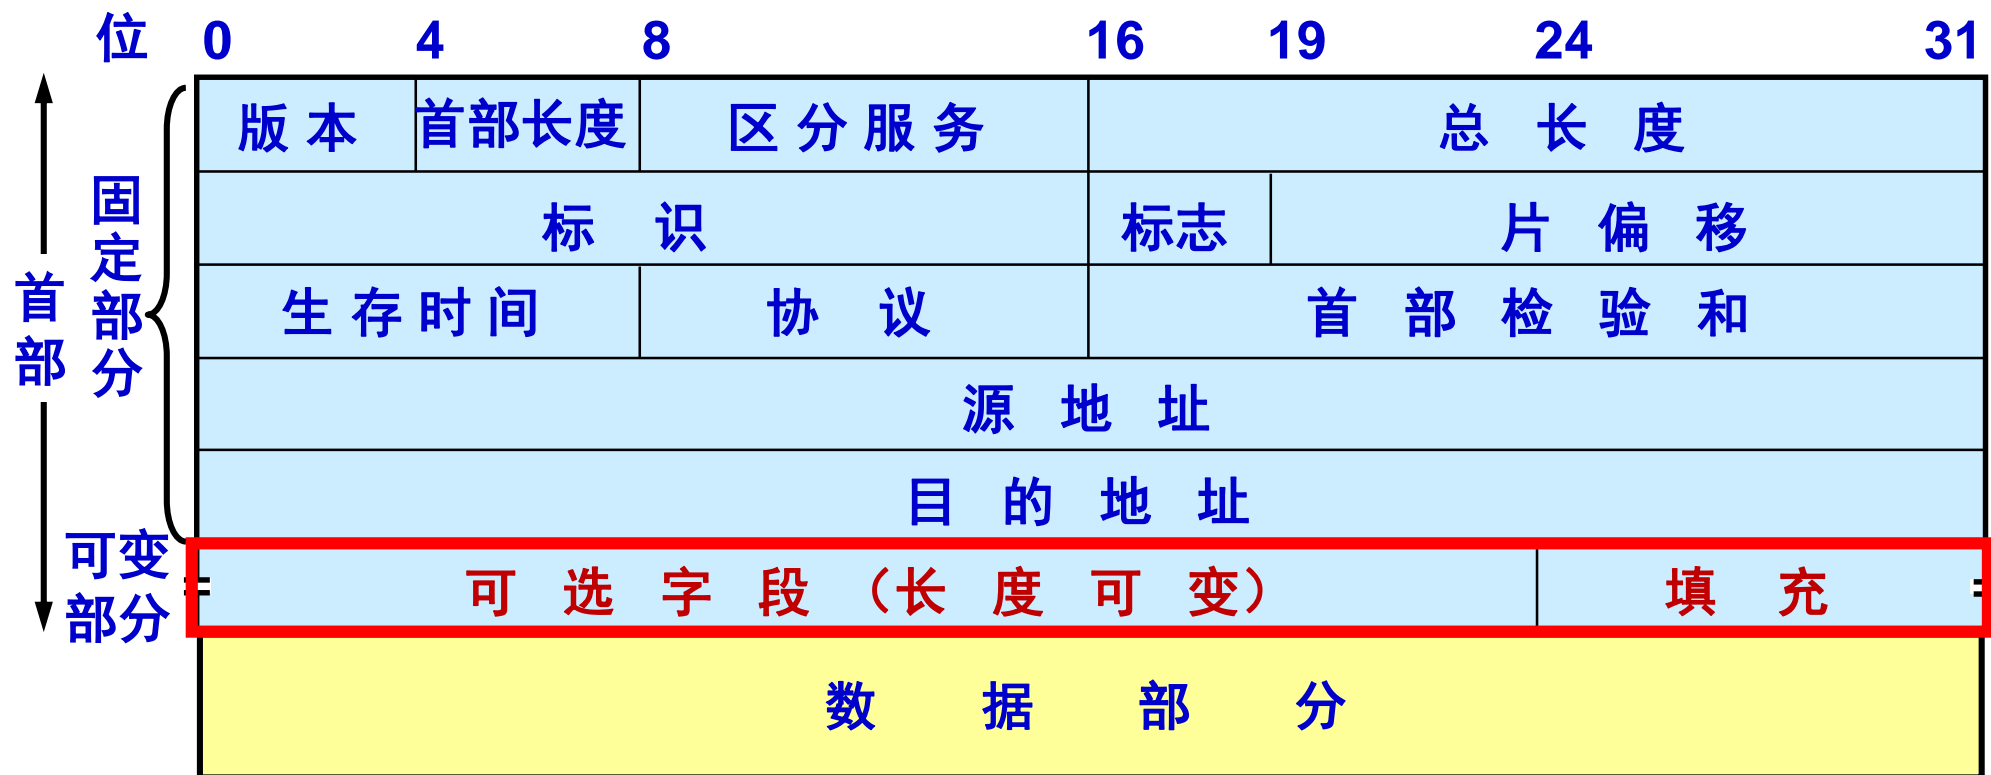 位 0 4 8 16 19 24 31
版本 首部长度 区分服务 总长度
标识 标志 片偏移
生存时间 协议 首部检验和
源地址
目的地址
可选字段（长度可变） 填充
数据部分
首部
固定部分
可变
部分